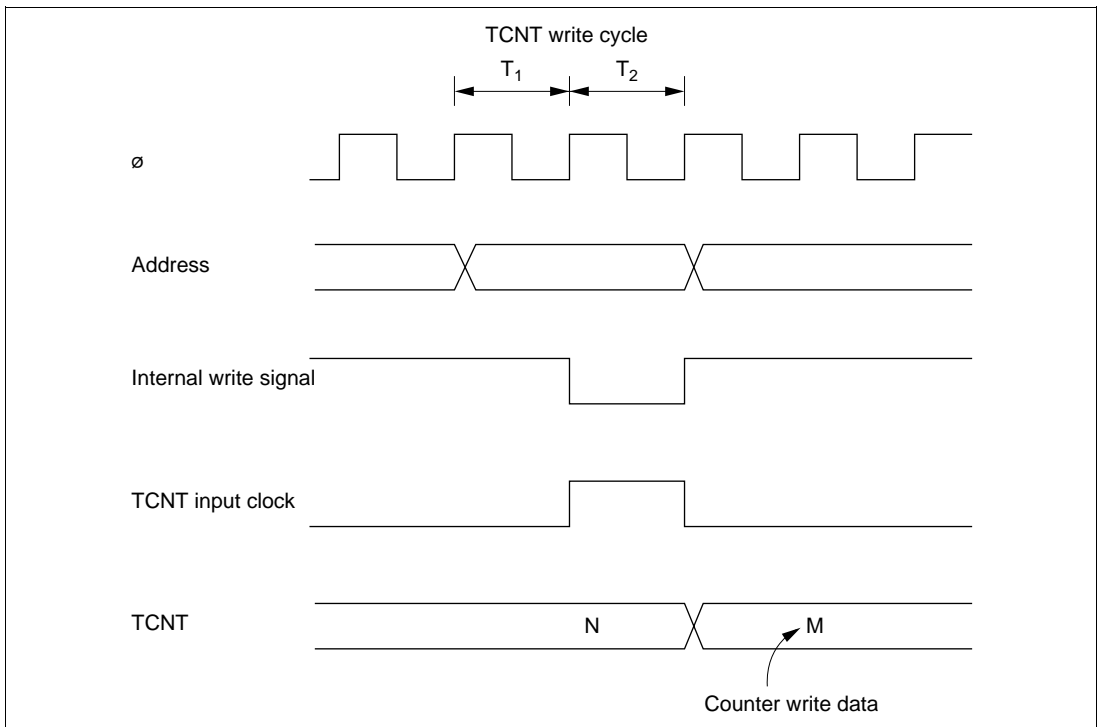 TCNT write cycle
T1 T2
ø
Address
Internal write signal
TCNT input clock
TCNT
N M
Counter write data